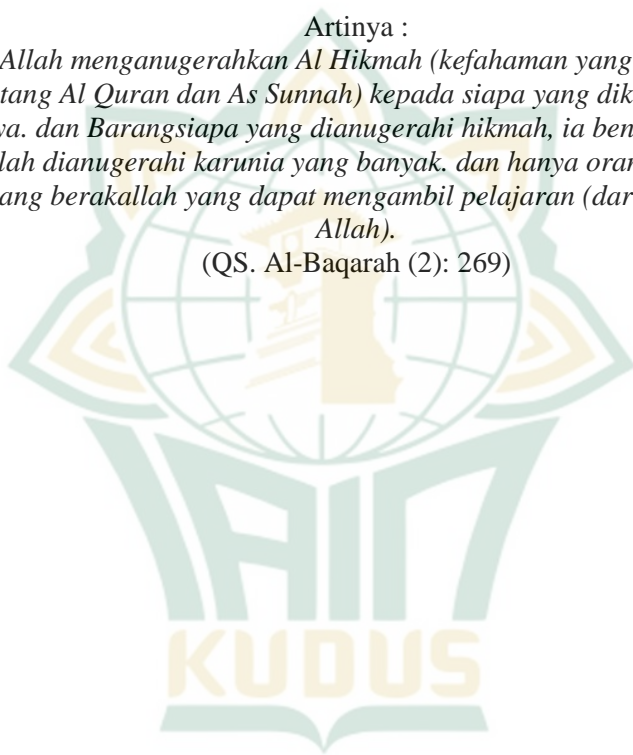 Artinya :
Allah menganugerahkan Al Hikmah (kefahaman yang
tang Al Quran dan As Sunnah) kepada siapa yang dik
ya. dan Barangsiapa yang dianugerahi hikmah, ia ben
lah dianugerahi karunia yang banyak. dan hanya oran
ang berakallah yang dapat mengambil pelajaran (dar
Allah).
(QS. Al-Baqarah (2): 269)
IAIN
KUDUS